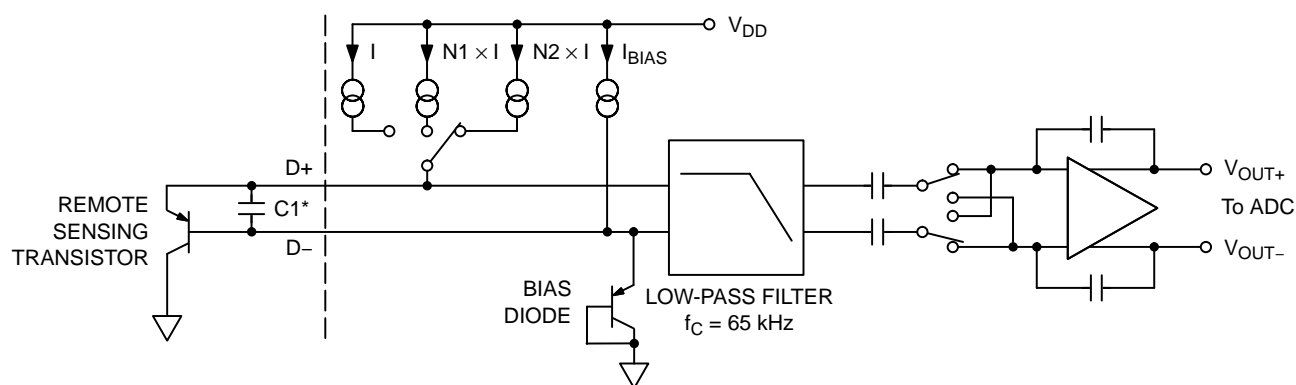 V_DD
I
N1 × I
N2 × I
I_BIAS
D+
C1*
D−
REMOTE
SENSING
TRANSISTOR
BIAS
DIODE
LOW-PASS FILTER
f_C = 65 kHz
V_OUT+
To ADC
V_OUT−